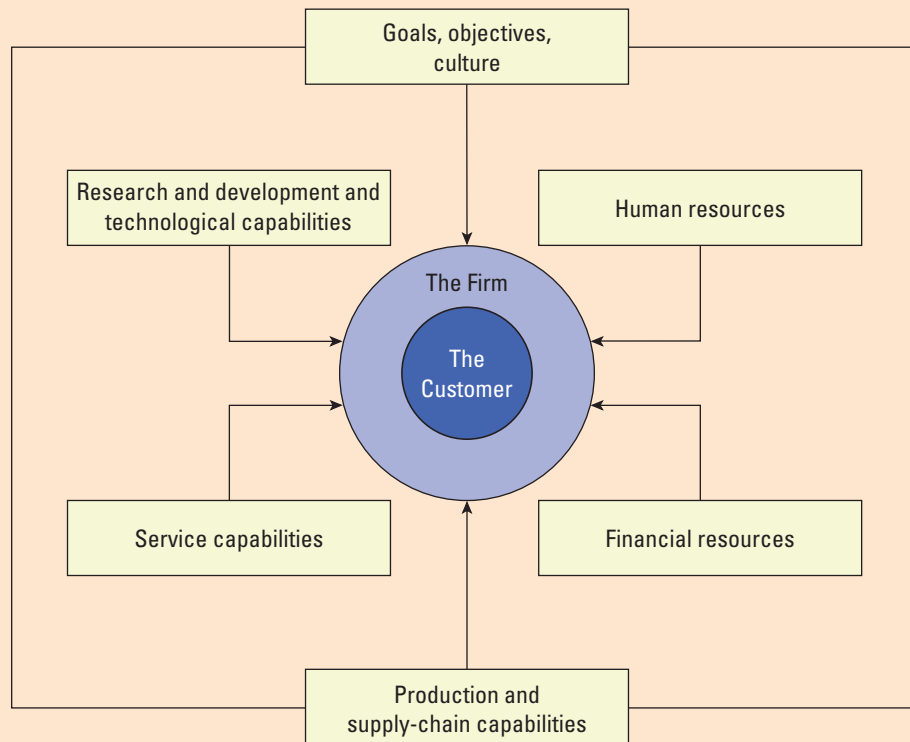 Goals, objectives,
culture
Research and development and
technological capabilities
Human resources
The Firm
The
Customer
Service capabilities
Financial resources
Production and
supply-chain capabilities